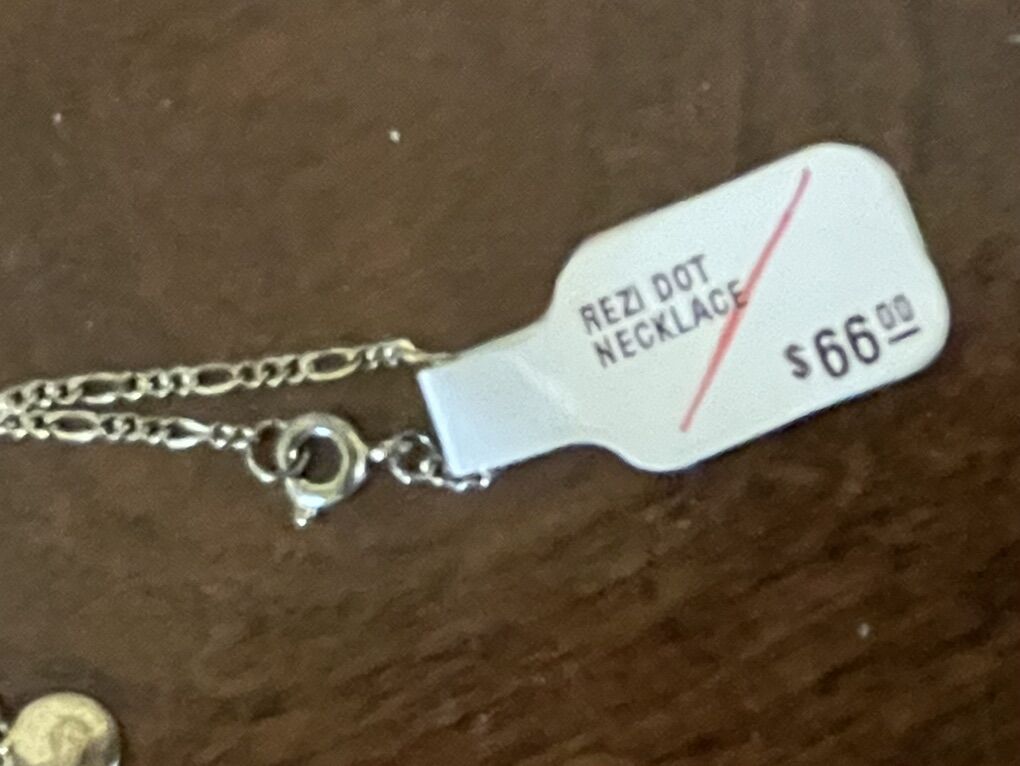 REZI DOT
NECKLACE
$66.00